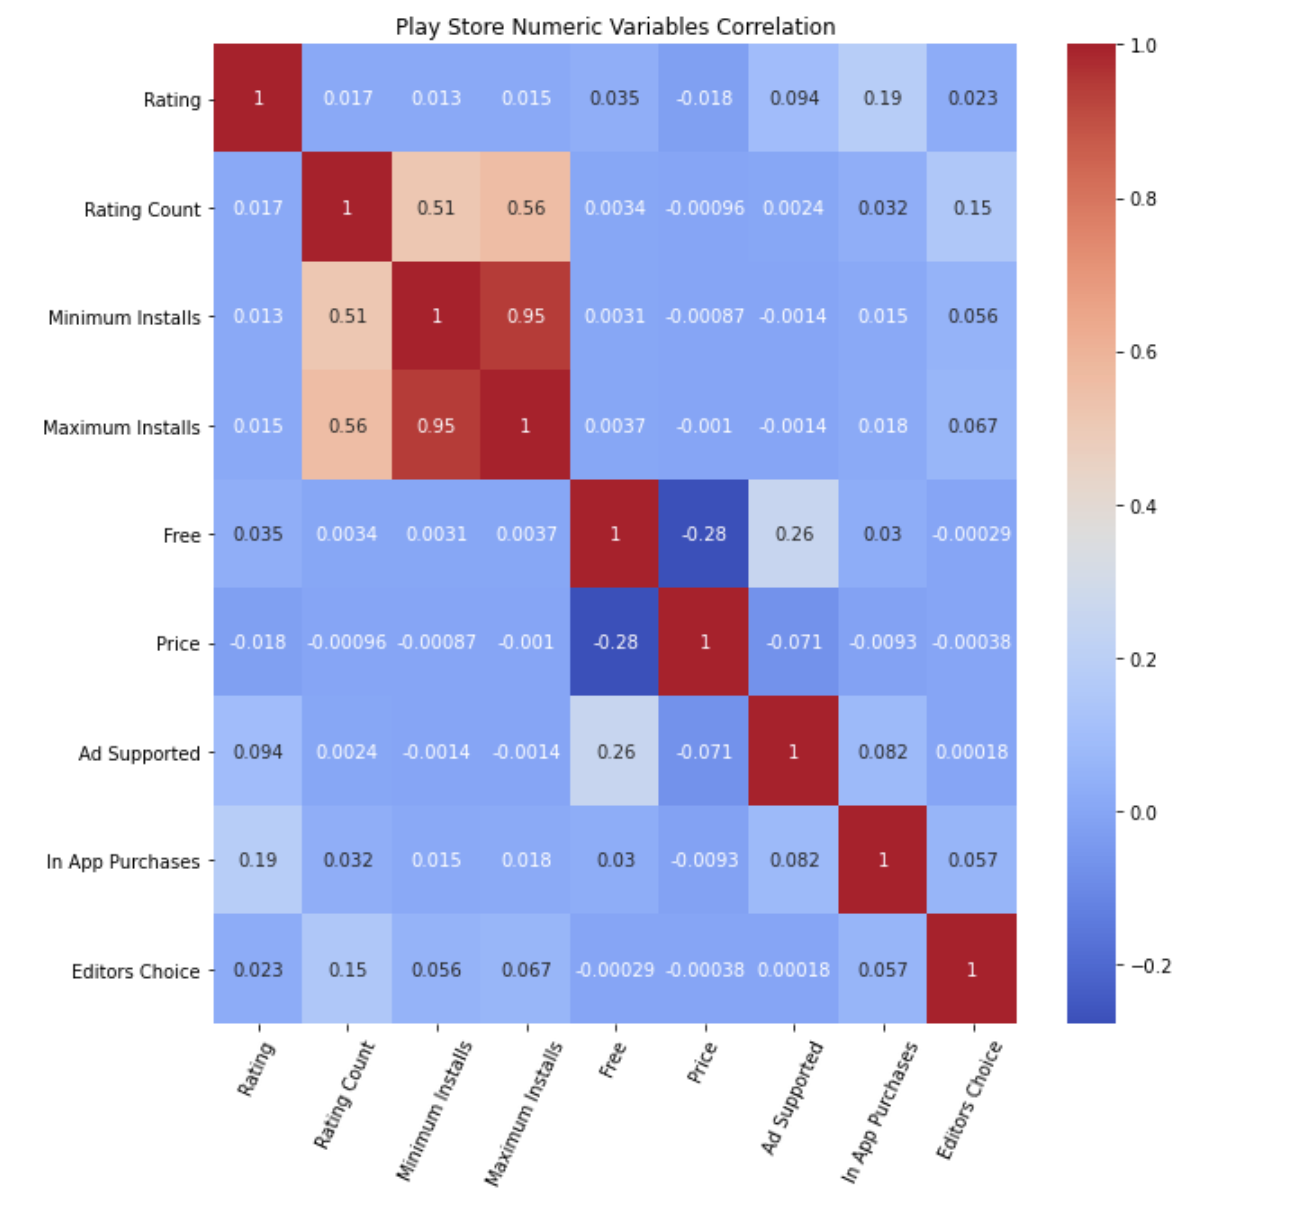 Play Store Numeric Variables Correlation
Rating 1 0.017 0.013 0.015 0.035 -0.018 0.094 0.19 0.023
Rating Count 0.017 1 0.51 0.56 0.0034 -0.00096 0.0024 0.032 0.15
Minimum Installs 0.013 0.51 1 0.95 0.0031 -0.00087 -0.0014 0.015 0.056
Maximum Installs 0.015 0.56 0.95 1 0.0037 -0.001 -0.0014 0.018 0.067
Free 0.035 0.0034 0.0031 0.0037 1 -0.28 0.26 0.03 -0.00029
Price -0.018 -0.00096 -0.00087 -0.001 -0.28 1 -0.071 -0.0093 -0.00038
Ad Supported 0.094 0.0024 -0.0014 -0.0014 0.26 -0.071 1 0.082 0.00018
In App Purchases 0.19 0.032 0.015 0.018 0.03 -0.0093 0.082 1 0.057
Editors Choice 0.023 0.15 0.056 0.067 -0.00029 -0.00038 0.00018 0.057 1
Rating
Rating Count
Minimum Installs
Maximum Installs
Free
Price
Ad Supported
In App Purchases
Editors Choice
1.0
0.8
0.6
0.4
0.2
0.0
−0.2